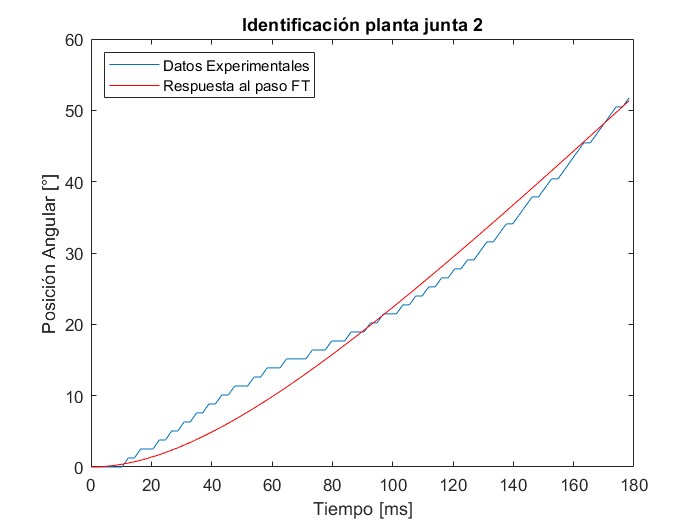 Identificación planta junta 2
Datos Experimentales
Respuesta al paso FT
Posición Angular [°]
60
50
40
30
20
10
0
0 20 40 60 80 100 120 140 160 180
Tiempo [ms]